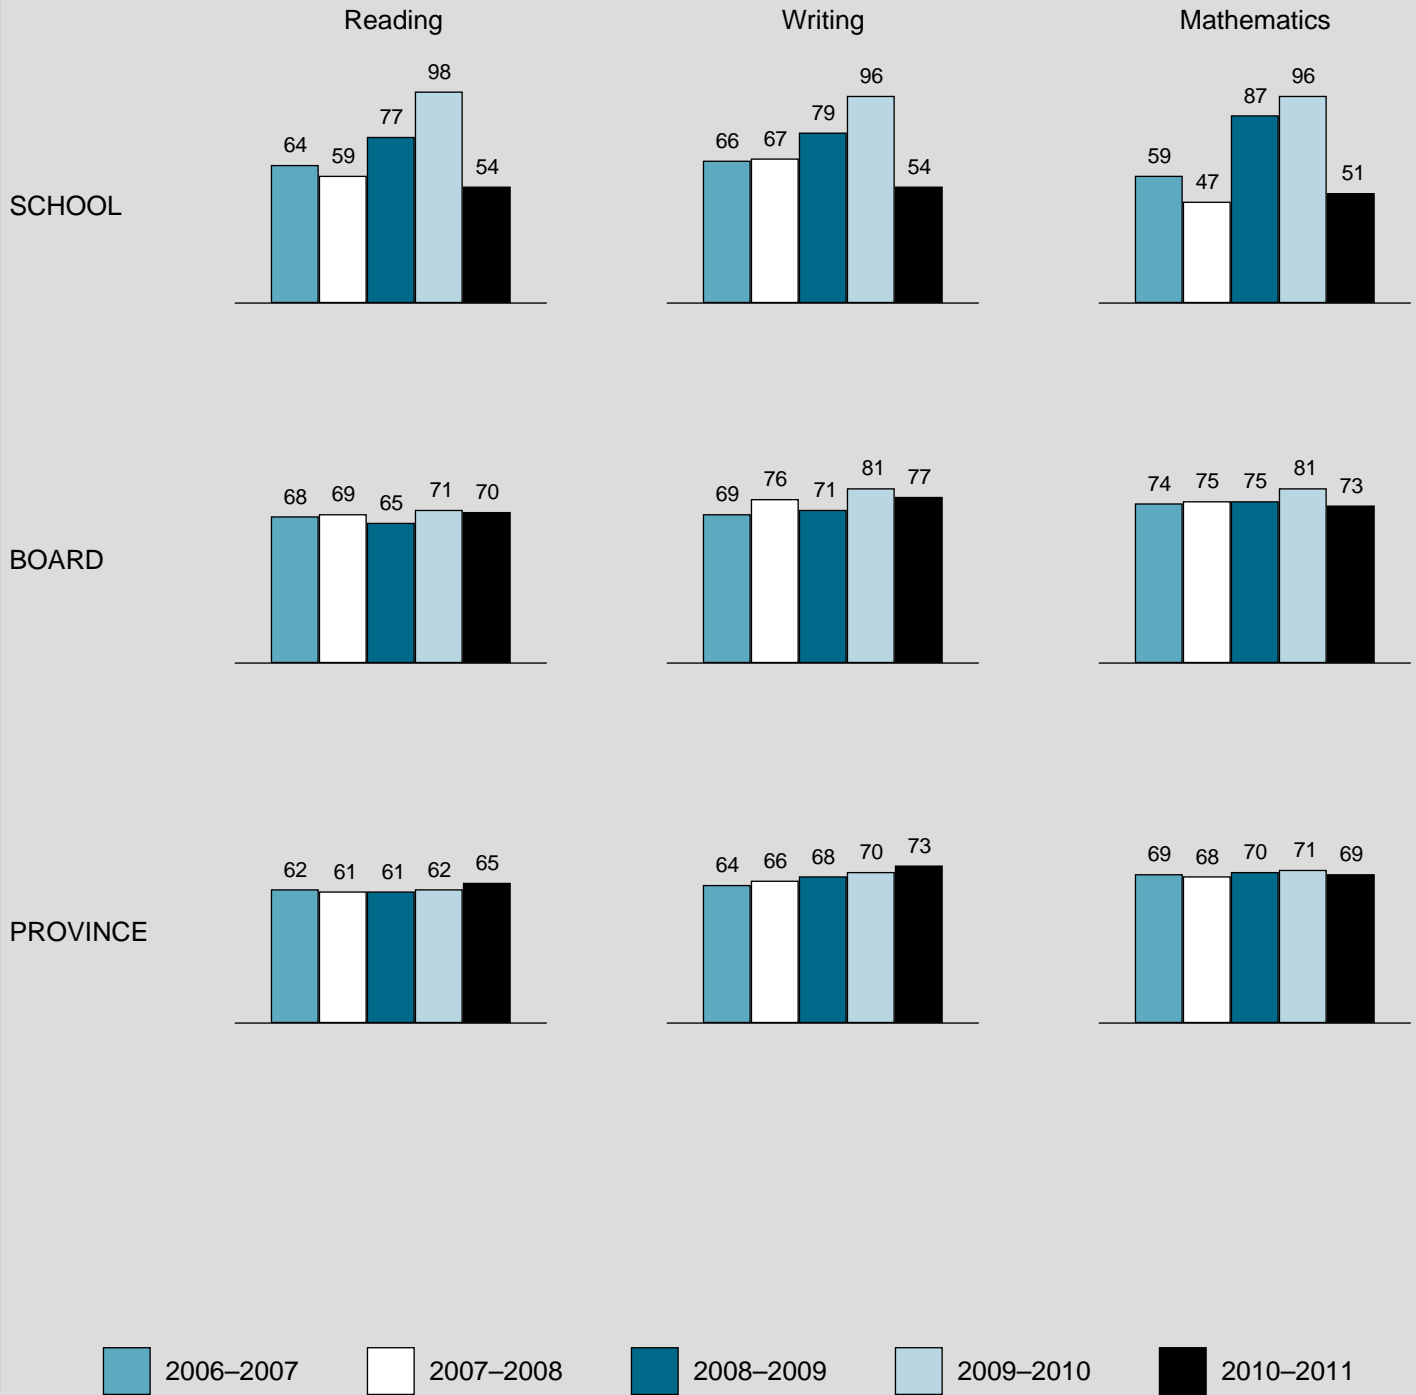 Reading Writing Mathematics
SCHOOL
64 59 77 98 54
66 67 79 96 54
59 47 87 96 51
BOARD
68 69 65 71 70
69 76 71 81 77
74 75 75 81 73
PROVINCE
62 61 61 62 65
64 66 68 70 73
69 68 70 71 69
2006–2007 2007–2008 2008–2009 2009–2010 2010–2011